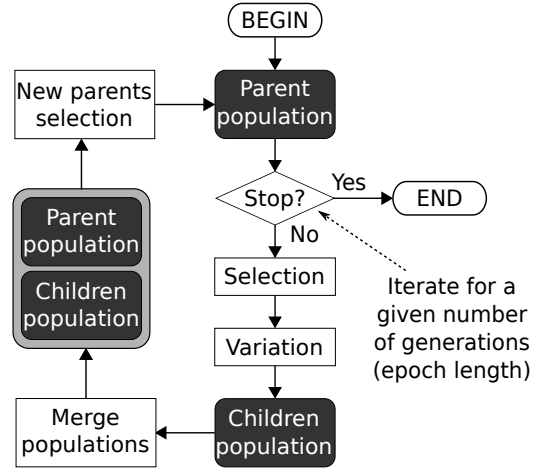 BEGIN
Parent
population
New parents
selection
Stop?
Yes
END
No
Parent
population
Children
population
Selection
Iterate for a
given number
of generations
(epoch length)
Variation
Children
population
Merge
populations